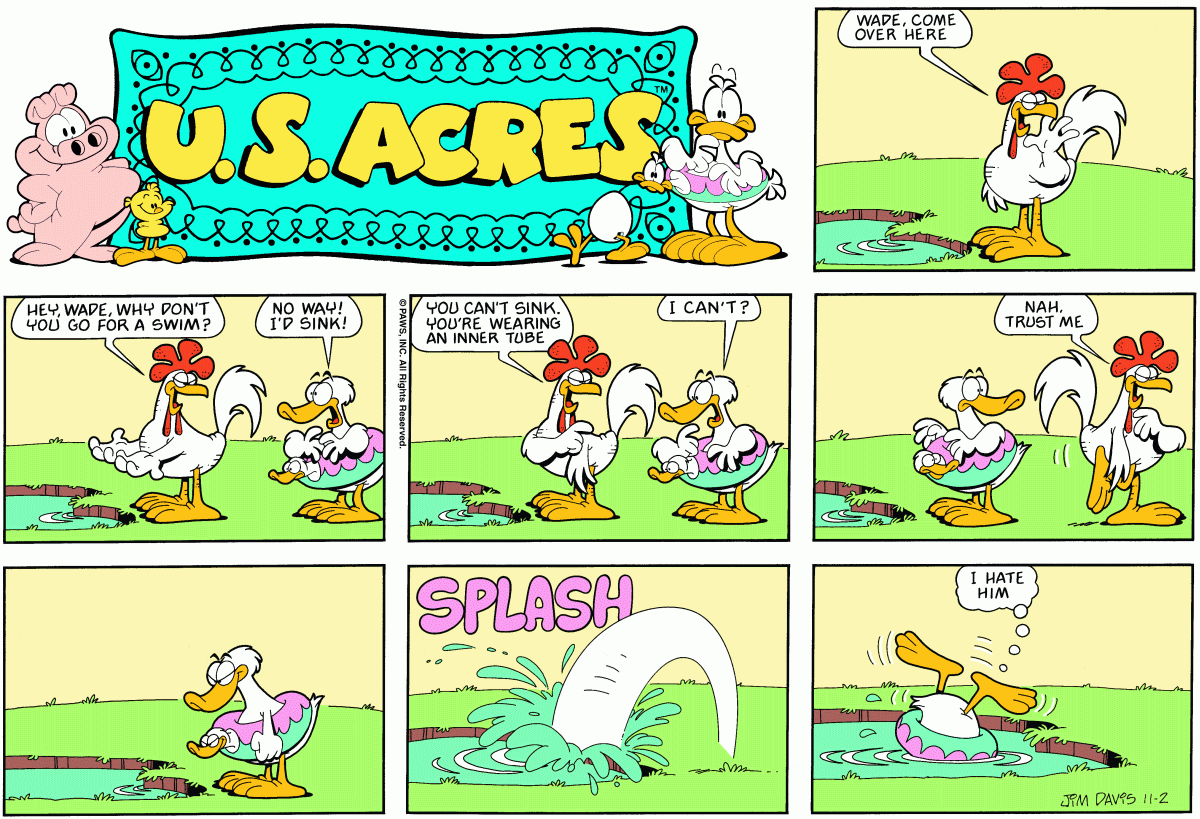 U.S. ACRES ™
WADE, COME
OVER HERE
HEY, WADE, WHY DON'T
YOU GO FOR A SWIM?
NO WAY!
I'D SINK!
© PAWS, INC. All Rights Reserved.
YOU CAN'T SINK.
YOU'RE WEARING
AN INNER TUBE
I CAN'T?
NAH,
TRUST ME
SPLASH
I HATE
HIM
JIM DAVIS 11-2